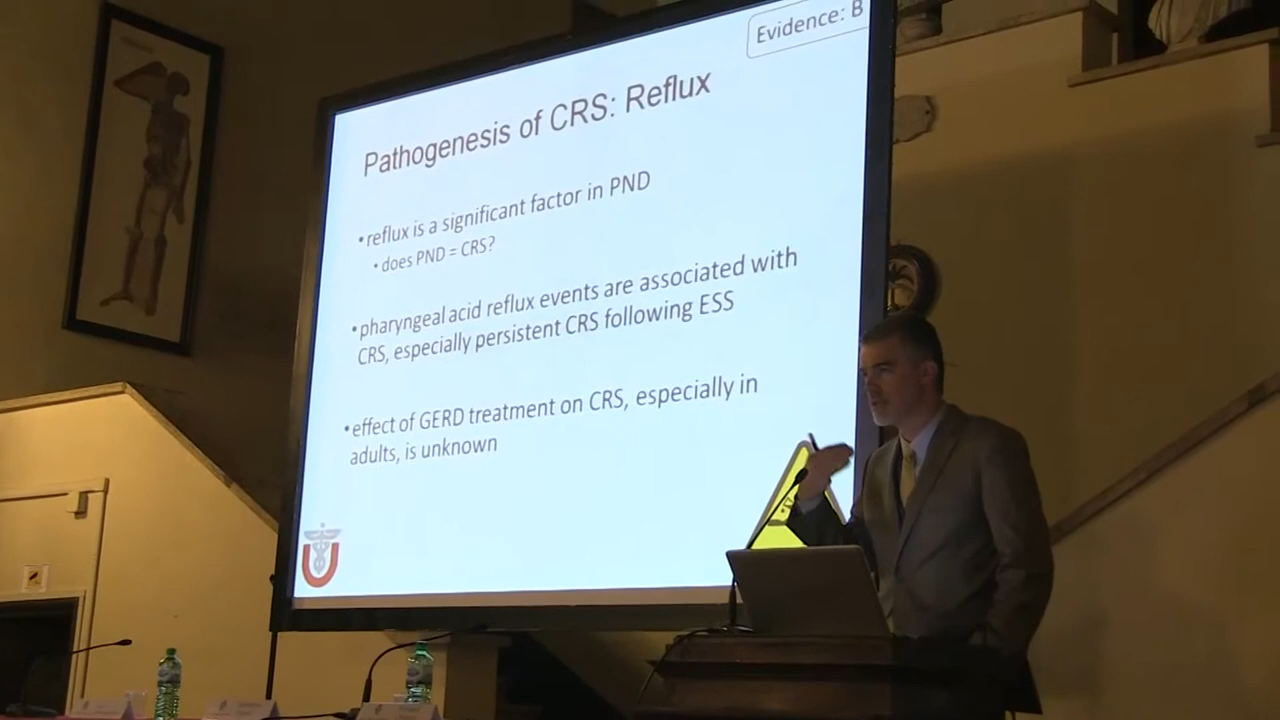 Evidence: B
Pathogenesis of CRS: Reflux
•reflux is a significant factor in PND
•does PND = CRS?
•pharyngeal acid reflux events are associated with
CRS, especially persistent CRS following ESS
•effect of GERD treatment on CRS, especially in
adults, is unknown
U